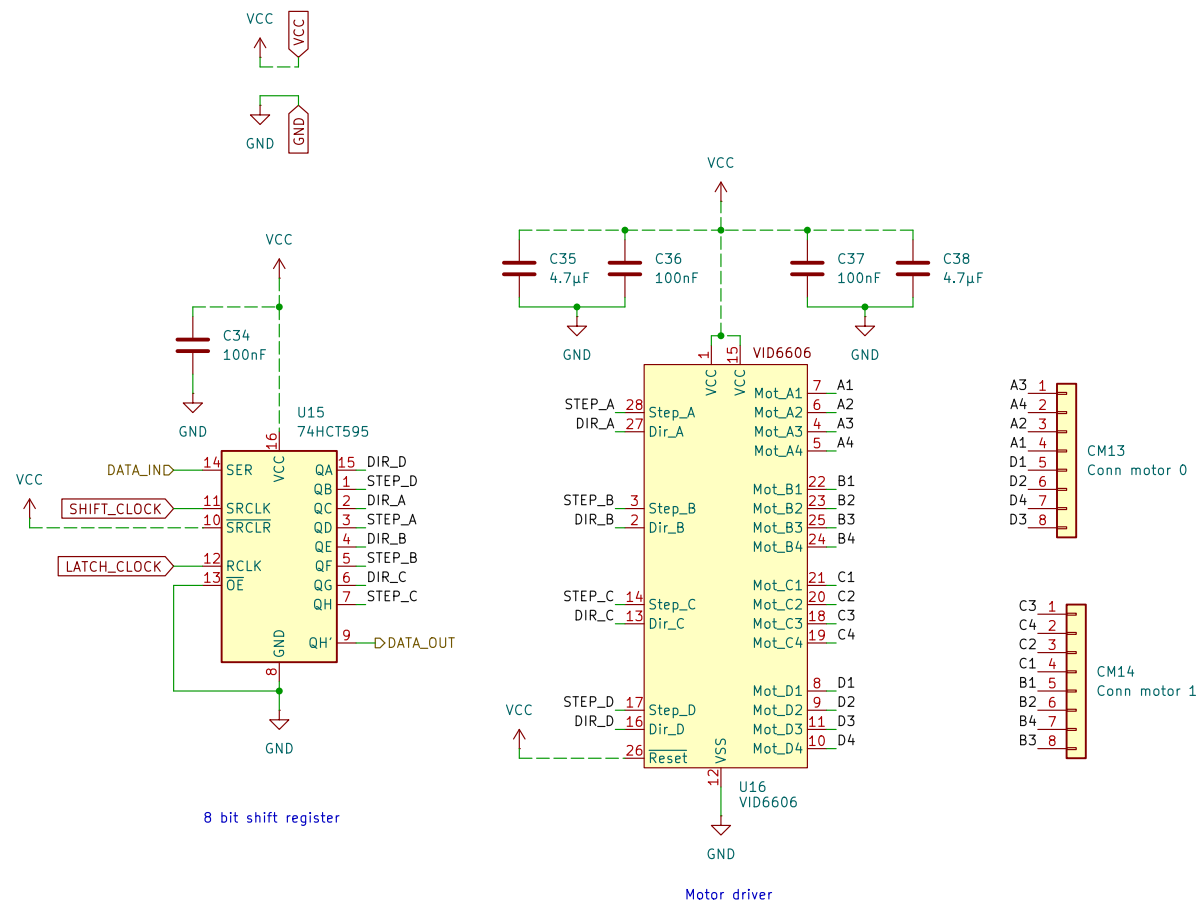 VCC
VCC
GND
GND
VCC
C34
100nF
GND
U15
74HCT595
16
VCC
DATA_IN
14
SER
VCC
SHIFT_CLOCK
11
SRCLK
10
SRCLR
LATCH_CLOCK
12
RCLK
13
OE
QA
15
DIR_D
QB
1
STEP_D
QC
2
DIR_A
QD
3
STEP_A
QE
4
DIR_B
QF
5
STEP_B
QG
6
DIR_C
QH
7
STEP_C
QH'
9
DATA_OUT
GND
8
GND
8 bit shift register
VCC
C35
4.7µF
C36
100nF
C37
100nF
C38
4.7µF
GND
GND
1
15
VID6606
VCC
VCC
STEP_A
28
Step_A
DIR_A
27
Dir_A
STEP_B
3
Step_B
DIR_B
2
Dir_B
STEP_C
14
Step_C
DIR_C
13
Dir_C
STEP_D
17
Step_D
DIR_D
16
Dir_D
VCC
26
Reset
Mot_A1
7
A1
Mot_A2
6
A2
Mot_A3
4
A3
Mot_A4
5
A4
Mot_B1
22
B1
Mot_B2
23
B2
Mot_B3
25
B3
Mot_B4
24
B4
Mot_C1
21
C1
Mot_C2
20
C2
Mot_C3
18
C3
Mot_C4
19
C4
Mot_D1
8
D1
Mot_D2
9
D2
Mot_D3
11
D3
Mot_D4
10
D4
VSS
12
U16
VID6606
GND
Motor driver
A3 1
A4 2
A2 3
A1 4
D1 5
D2 6
D4 7
D3 8
CM13
Conn motor 0
C3 1
C4 2
C2 3
C1 4
B1 5
B2 6
B4 7
B3 8
CM14
Conn motor 1